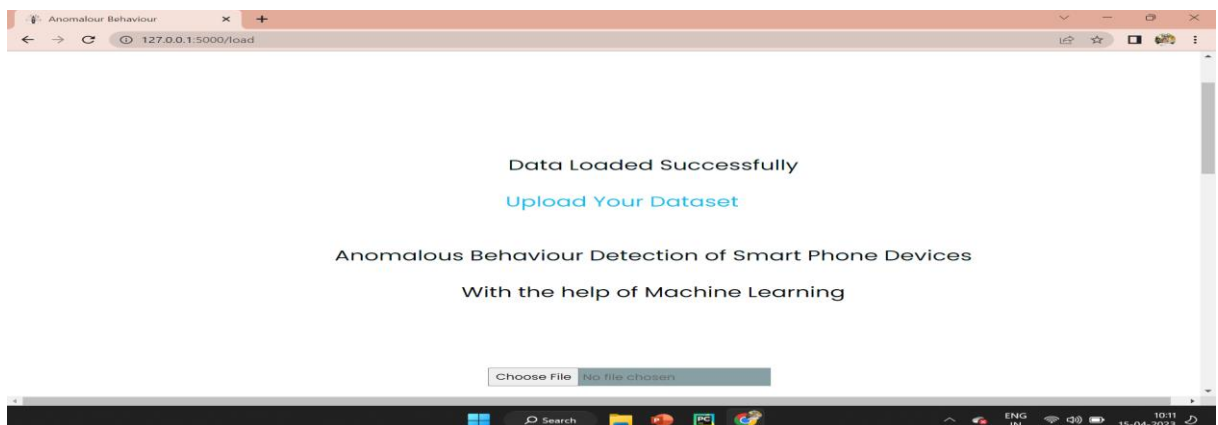 Anomalour Behaviour
127.0.0.1:5000/load
Data Loaded Successfully
Upload Your Dataset
Anomalous Behaviour Detection of Smart Phone Devices
With the help of Machine Learning
Choose File No file chosen
Search
PC
ENG
IN
10:11
15-04-2023